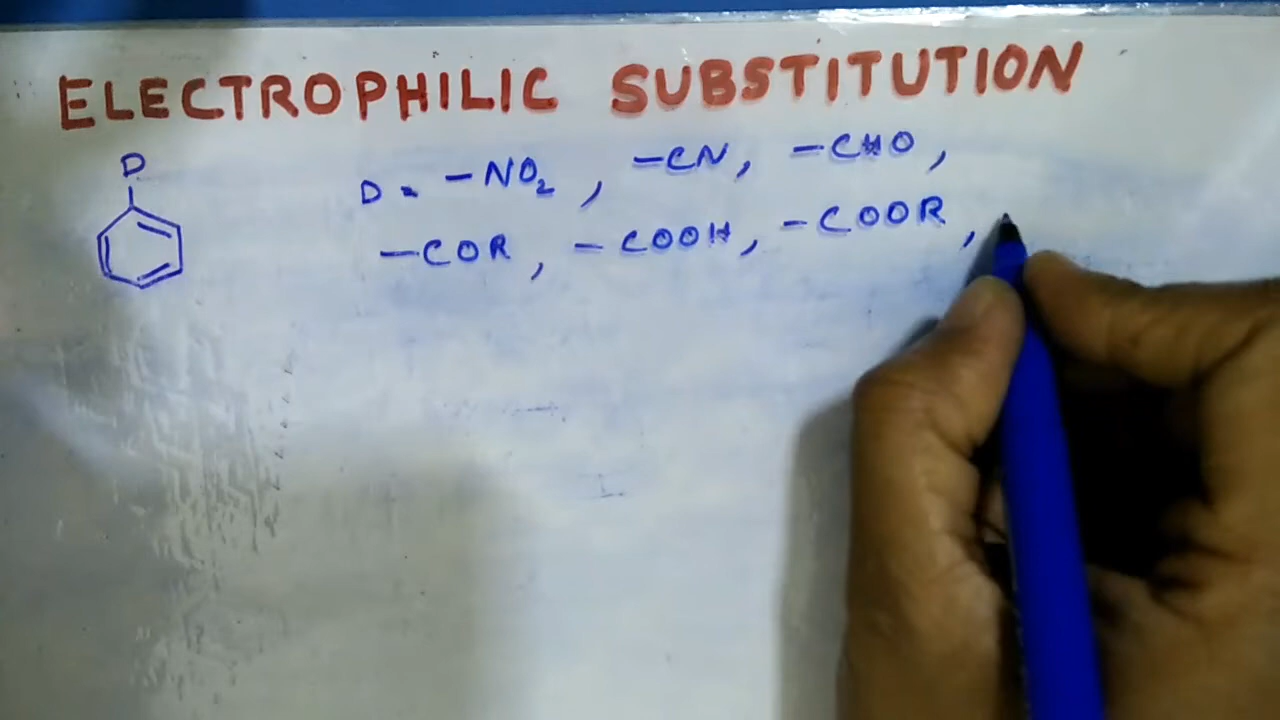 ELECTROPHILIC SUBSTITUTION
D
D = -NO₂, -CN, -CHO,
-COR, -COOH, -COOR,